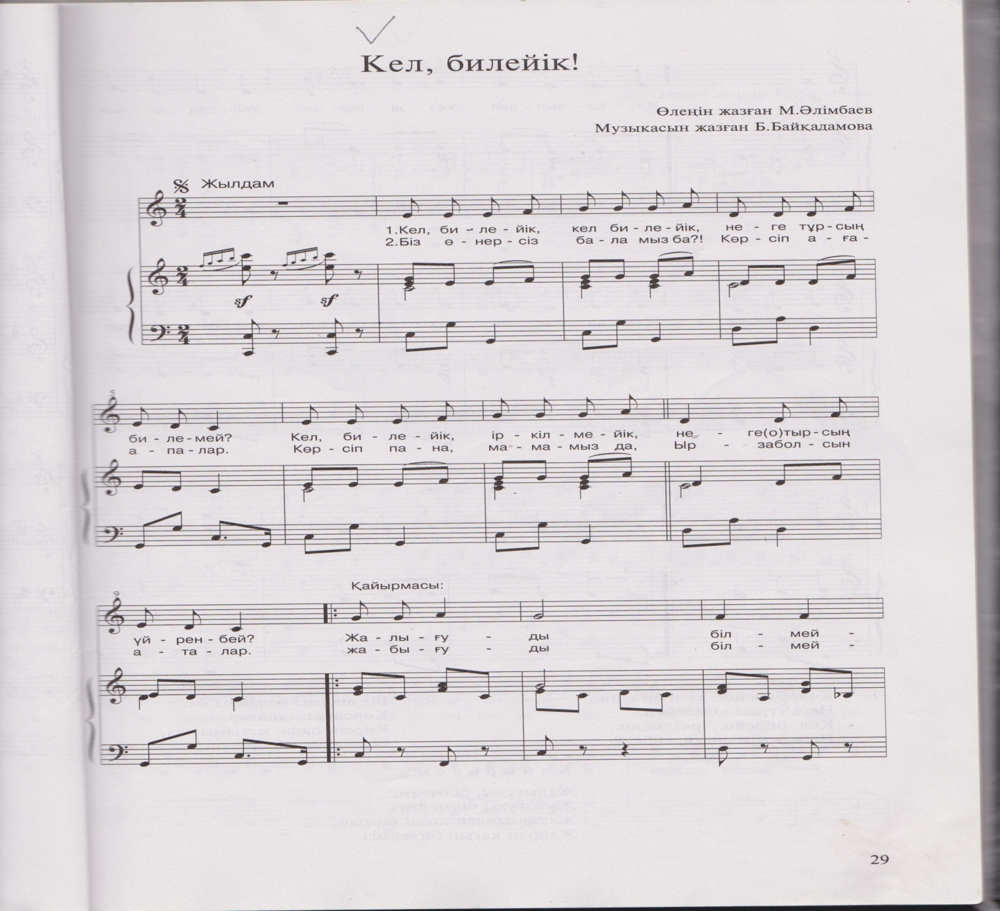 Кел, билейік!
Өлеңін жазған М.Әлімбаев
Музыкасын жазған Б.Байқадамова
Жылдам
1.Кел, би - ле - йік, кел би - ле - йік, не - ге тұр - сың
2.Біз ө - нер - сіз ба - ла мыз ба?! Көр - сіп а - ға -
sf sf
5
би - ле - мей? Кел, би - ле - йік, ір - кіл - ме - йік, не - ге(о)тыр - сың
а - па - лар. Көр - сіп па - на, ма - ма - мыз да, Ыр - забол - сын
9
Қайырмасы:
үй - рен - бей? Жа - лы - ғу - ды біл - мей -
а - та - лар. жа - бы - ғу - ды біл - мей -
29